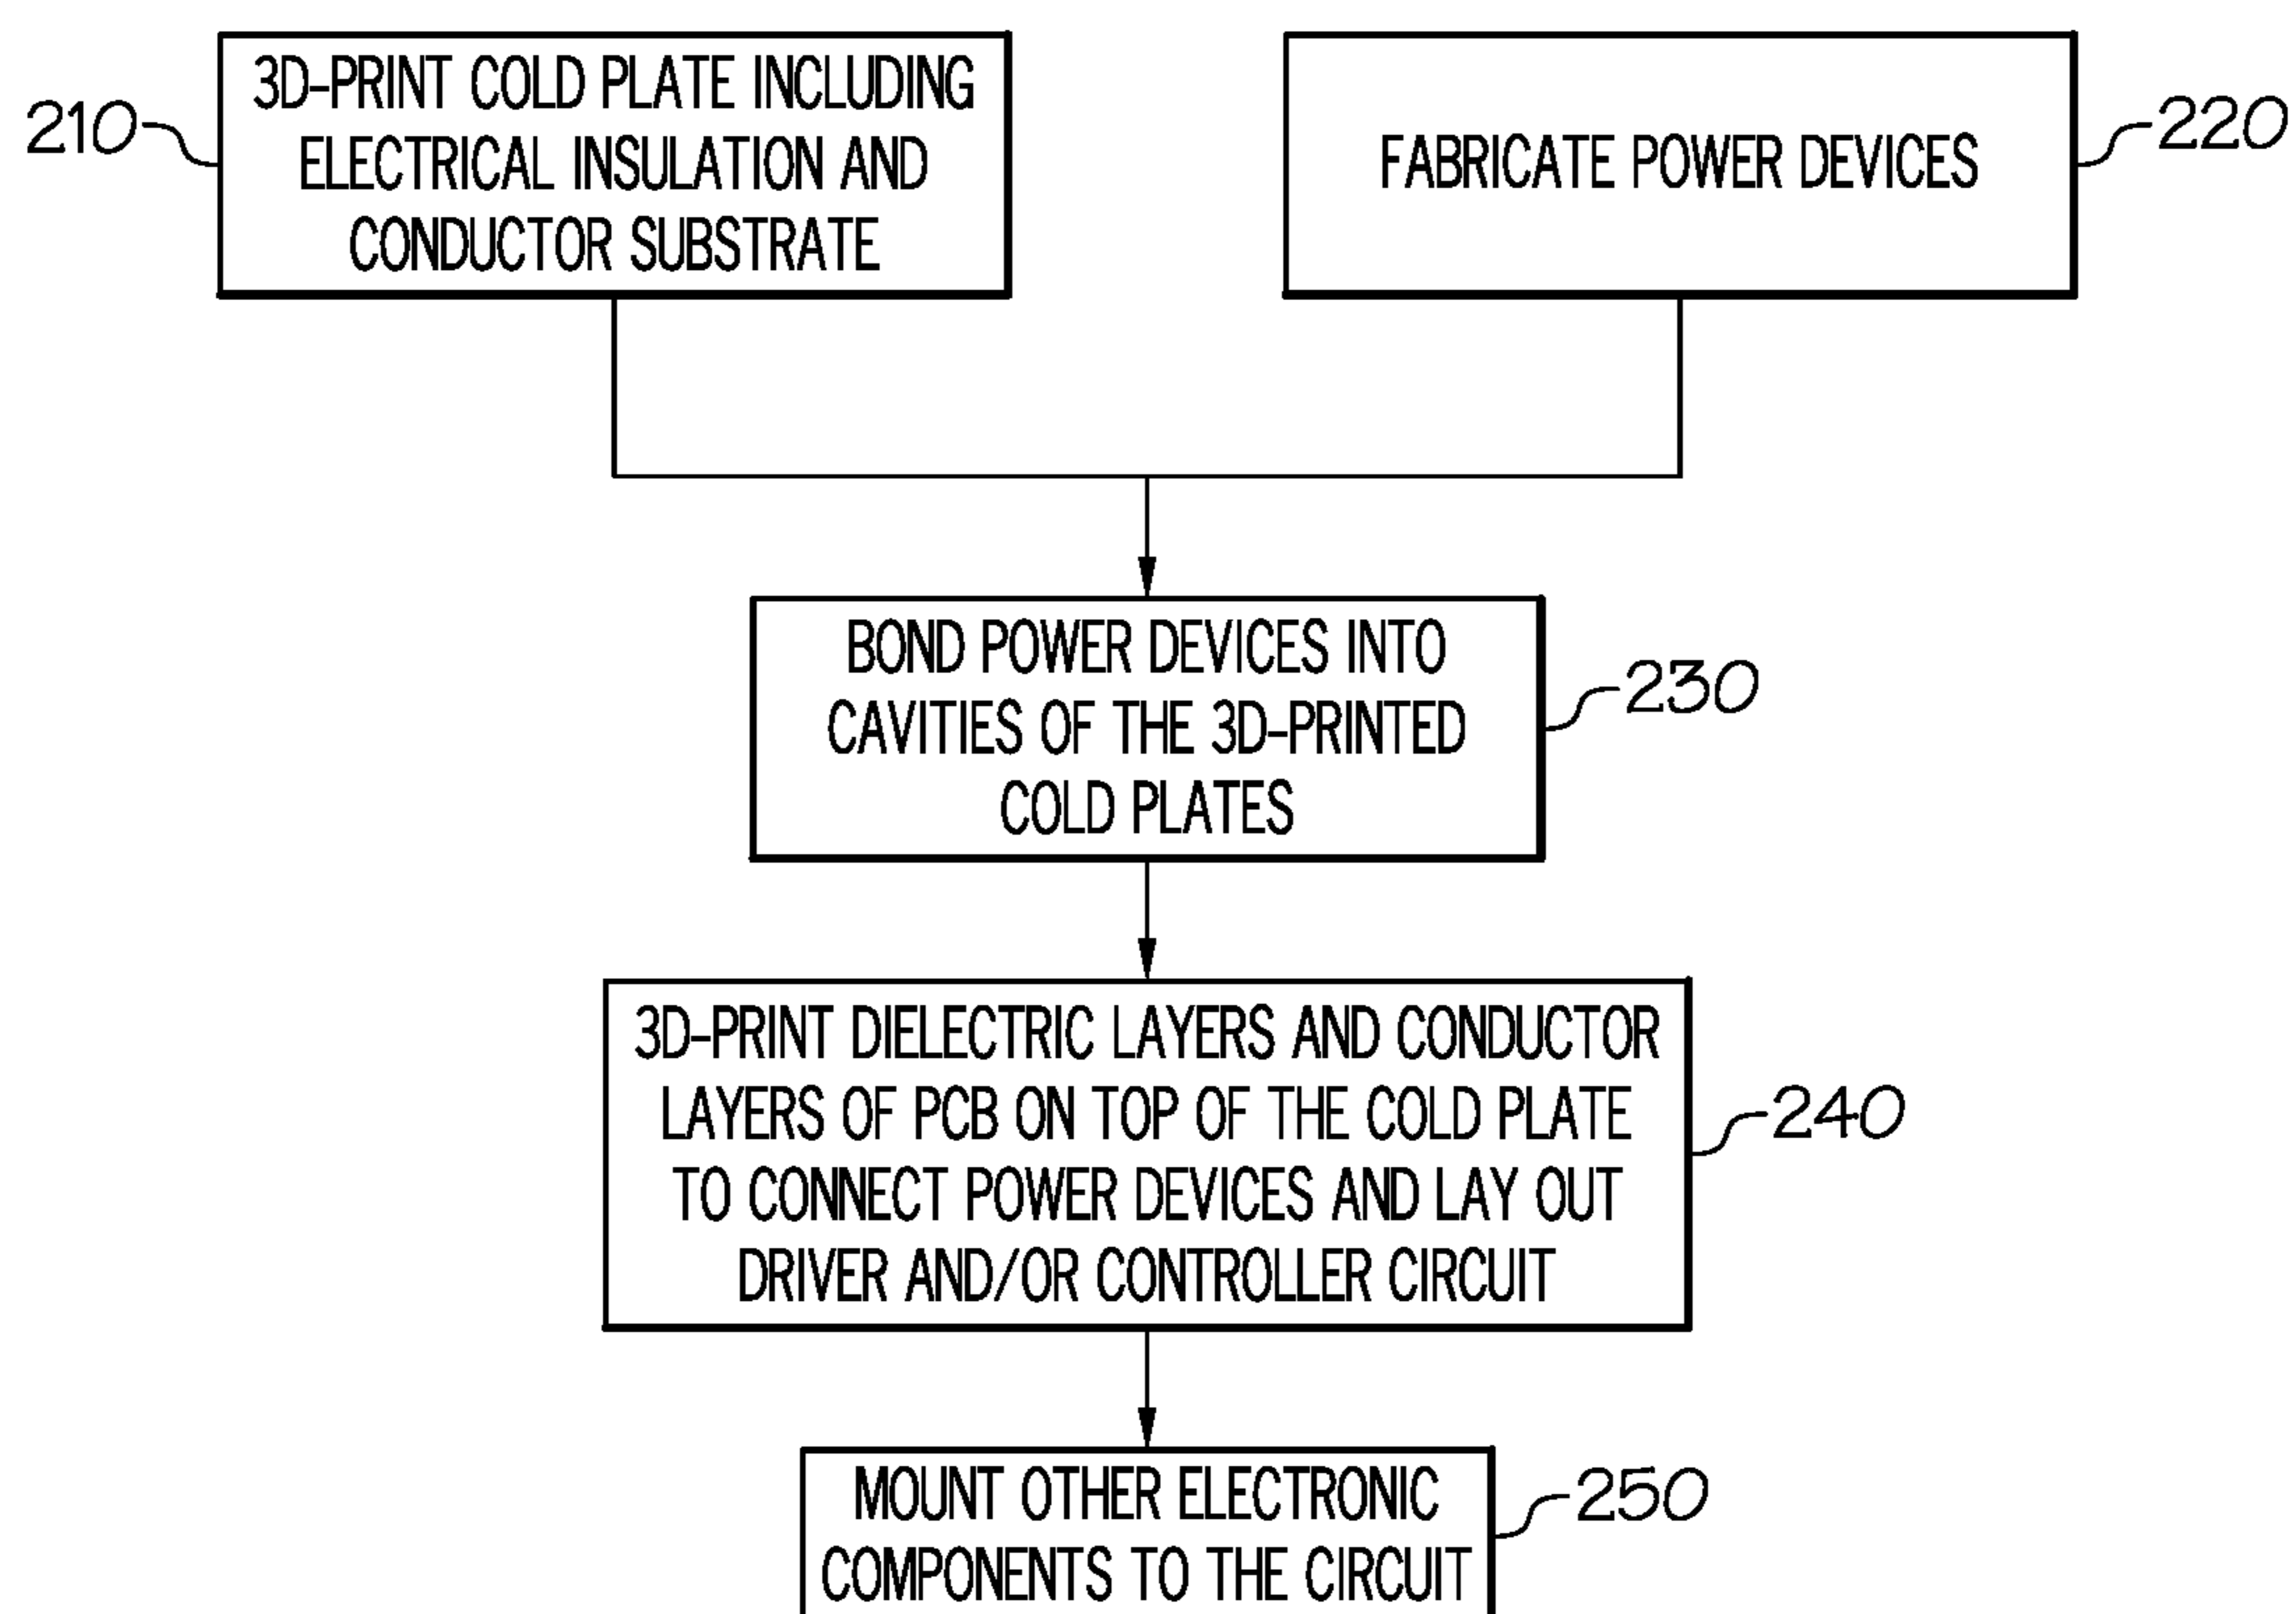 210
3D-PRINT COLD PLATE INCLUDING
ELECTRICAL INSULATION AND
CONDUCTOR SUBSTRATE
FABRICATE POWER DEVICES
220
BOND POWER DEVICES INTO
CAVITIES OF THE 3D-PRINTED
COLD PLATES
230
3D-PRINT DIELECTRIC LAYERS AND CONDUCTOR
LAYERS OF PCB ON TOP OF THE COLD PLATE
TO CONNECT POWER DEVICES AND LAY OUT
DRIVER AND/OR CONTROLLER CIRCUIT
240
MOUNT OTHER ELECTRONIC
COMPONENTS TO THE CIRCUIT
250